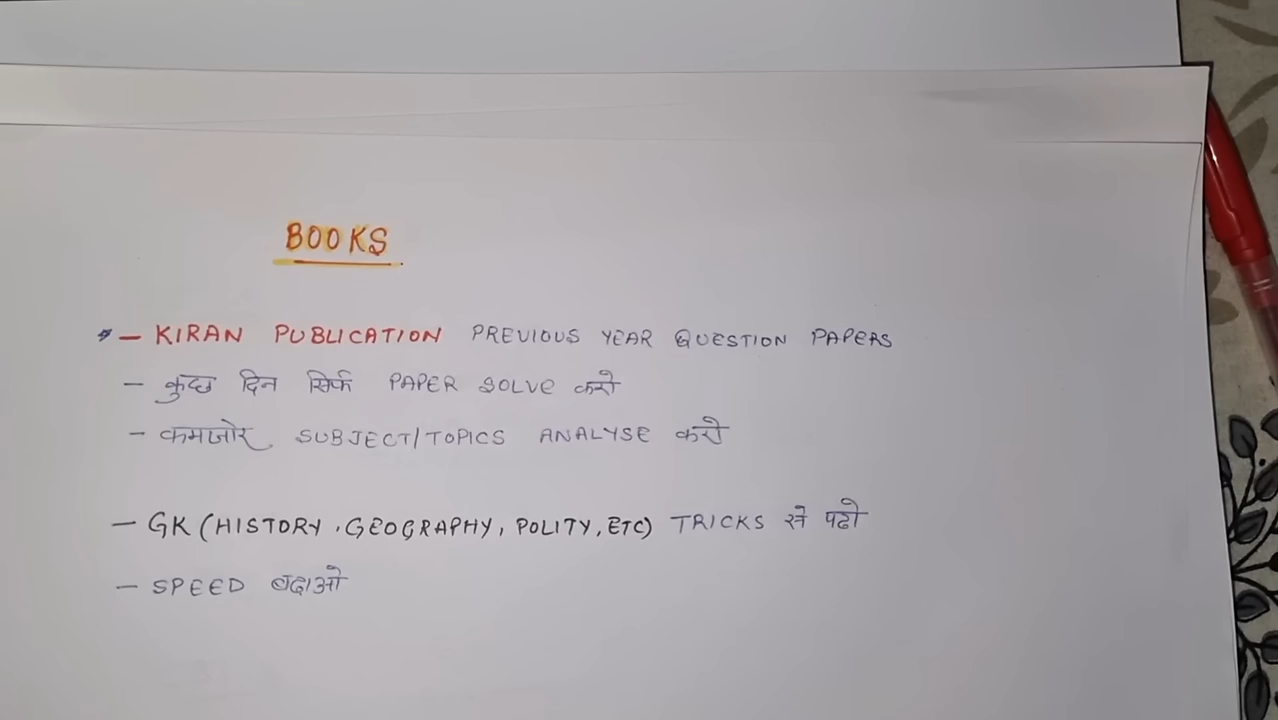 BOOKS
* - KIRAN PUBLICATION PREVIOUS YEAR QUESTION PAPERS
- कुछ दिन सिर्फ PAPER SOLVE करो
- कमजोर SUBJECT/TOPICS ANALYSE करो
- GK (HISTORY, GEOGRAPHY, POLITY, ETC) TRICKS से पढो
- SPEED बढाओ